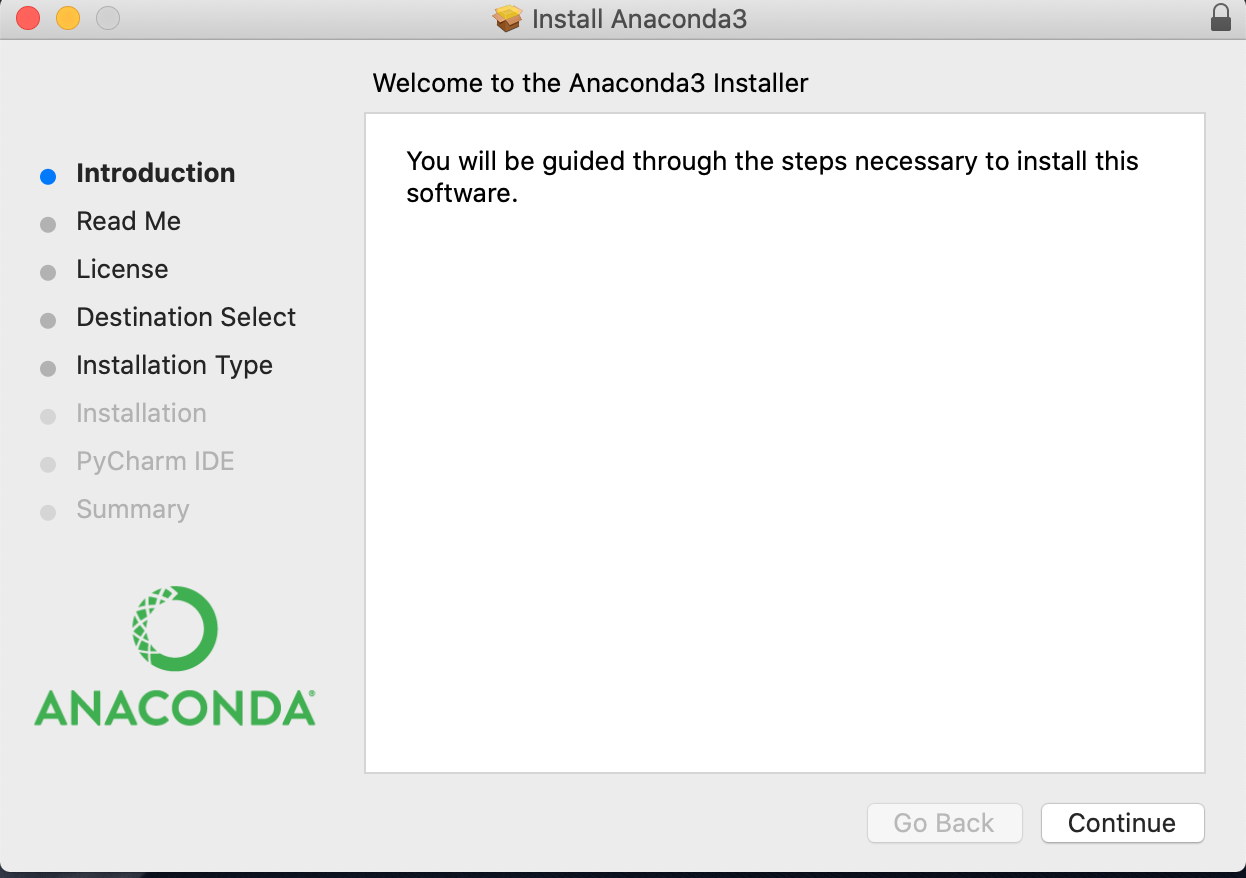 Install Anaconda3
Welcome to the Anaconda3 Installer
Introduction
Read Me
License
Destination Select
Installation Type
Installation
PyCharm IDE
Summary
ANACONDA®
You will be guided through the steps necessary to install this
software.
Go Back
Continue